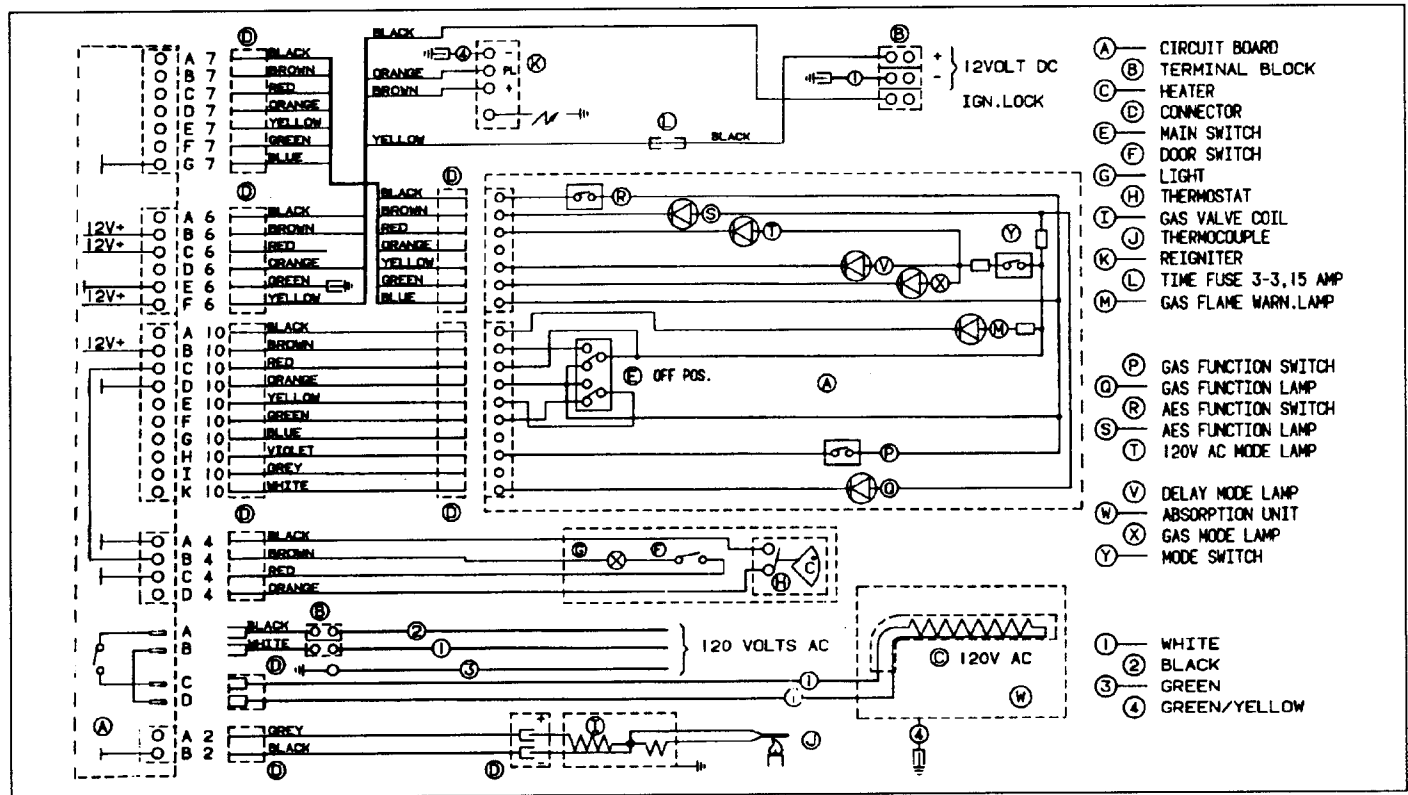 BLACK
D
BLACK
4
-
K
B
+
12VOLT DC
-
IGN.LOCK
A 7 BLACK
B 7 BROWN
C 7 RED
D 7 ORANGE
E 7 YELLOW
F 7 GREEN
G 7 BLUE
ORANGE PL
BROWN +
1
L
YELLOW
BLACK
D
D
A 6 BLACK
12V+ B 6 BROWN
12V+ C 6 RED
D 6 ORANGE
E 6 GREEN
12V+ F 6 YELLOW
BLACK
BROWN
RED
ORANGE
YELLOW
GREEN
BLUE
R
S
T
Y
V
X
M
A 10 BLACK
12V+ B 10 BROWN
C 10 RED
D 10 ORANGE
E 10 YELLOW
F 10 GREEN
G 10 BLUE
H 10 VIOLET
I 10 GREY
K 10 WHITE
E OFF POS.
A
P
Q
D
D
A 4 BLACK
B 4 BROWN
C 4 RED
D 4 ORANGE
G
F
H
C
B
A BLACK 2
B WHITE 1
120 VOLTS AC
D
3
C 1
D 1
C 120V AC
W
4
A
A 2 GREY
B 2 BLACK
D
D
+
-
I
J
A CIRCUIT BOARD
B TERMINAL BLOCK
C HEATER
D CONNECTOR
E MAIN SWITCH
F DOOR SWITCH
G LIGHT
H THERMOSTAT
I GAS VALVE COIL
J THERMOCOUPLE
K REIGNITER
L TIME FUSE 3-3,15 AMP
M GAS FLAME WARN.LAMP
P GAS FUNCTION SWITCH
Q GAS FUNCTION LAMP
R AES FUNCTION SWITCH
S AES FUNCTION LAMP
T 120V AC MODE LAMP
V DELAY MODE LAMP
W ABSORPTION UNIT
X GAS MODE LAMP
Y MODE SWITCH
1 WHITE
2 BLACK
3 GREEN
4 GREEN/YELLOW